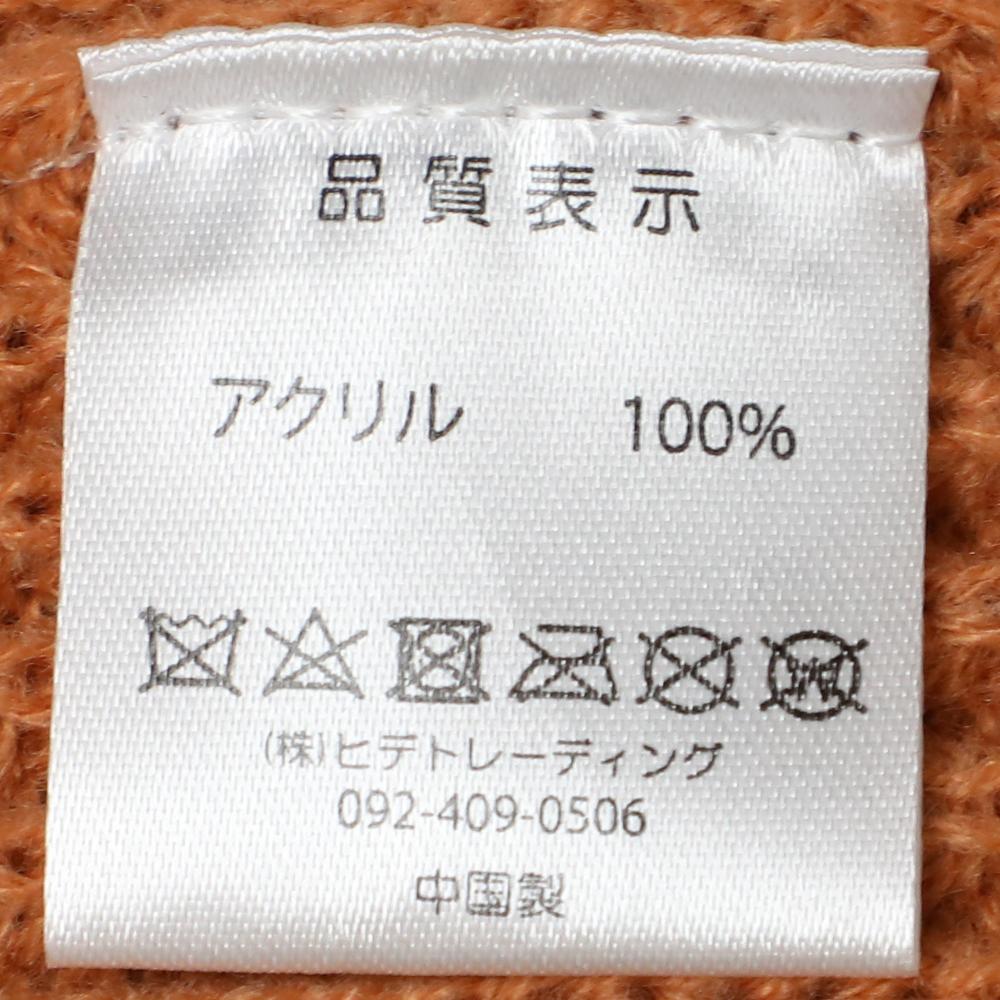 品質表示
アクリル 100%
(株)ヒデトレーディング
092-409-0506
中国製